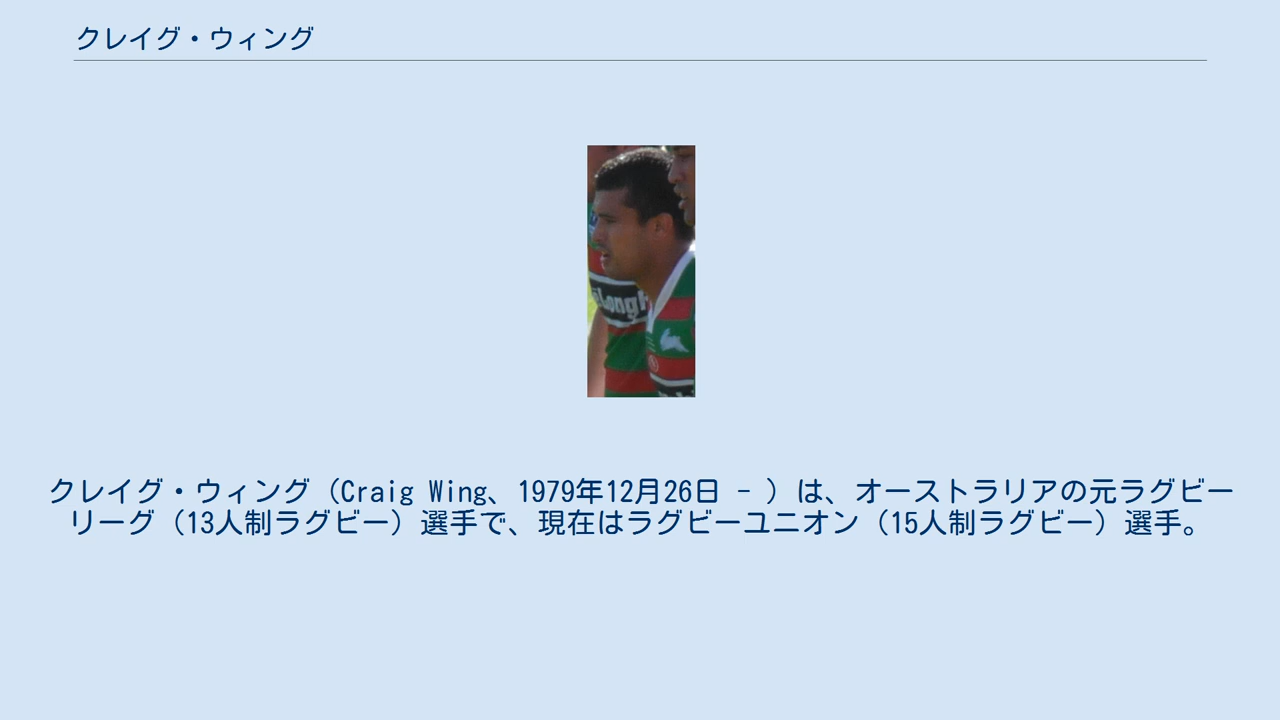 クレイグ・ウィング
クレイグ・ウィング（Craig Wing、1979年12月26日 - ）は、オーストラリアの元ラグビー
リーグ（13人制ラグビー）選手で、現在はラグビーユニオン（15人制ラグビー）選手。